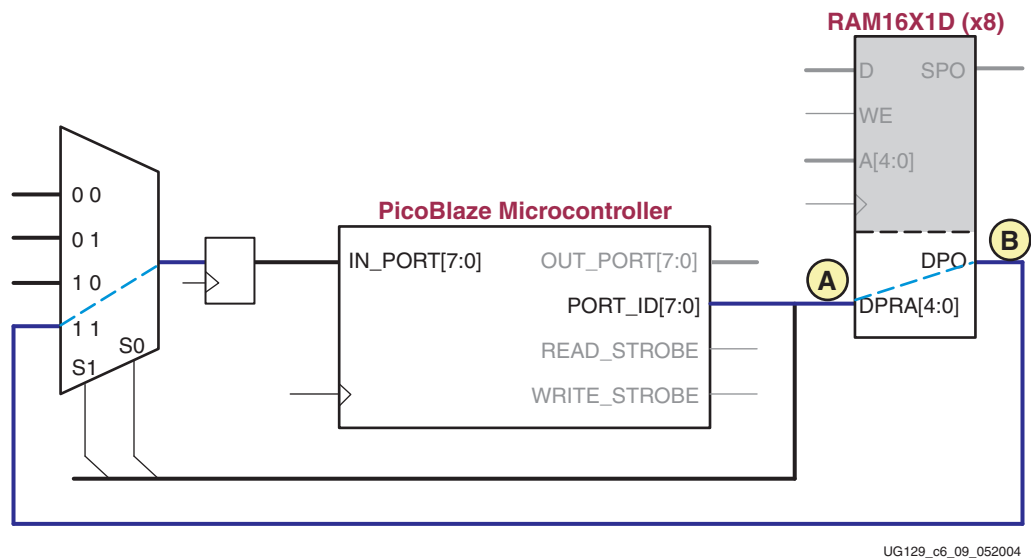 RAM16X1D (x8)
D SPO
WE
A[4:0]
0 0
0 1
1 0
1 1
S1
S0
PicoBlaze Microcontroller
IN_PORT[7:0] OUT_PORT[7:0]
PORT_ID[7:0]
READ_STROBE
WRITE_STROBE
A
B
DPO
DPRA[4:0]
UG129_c6_09_052004